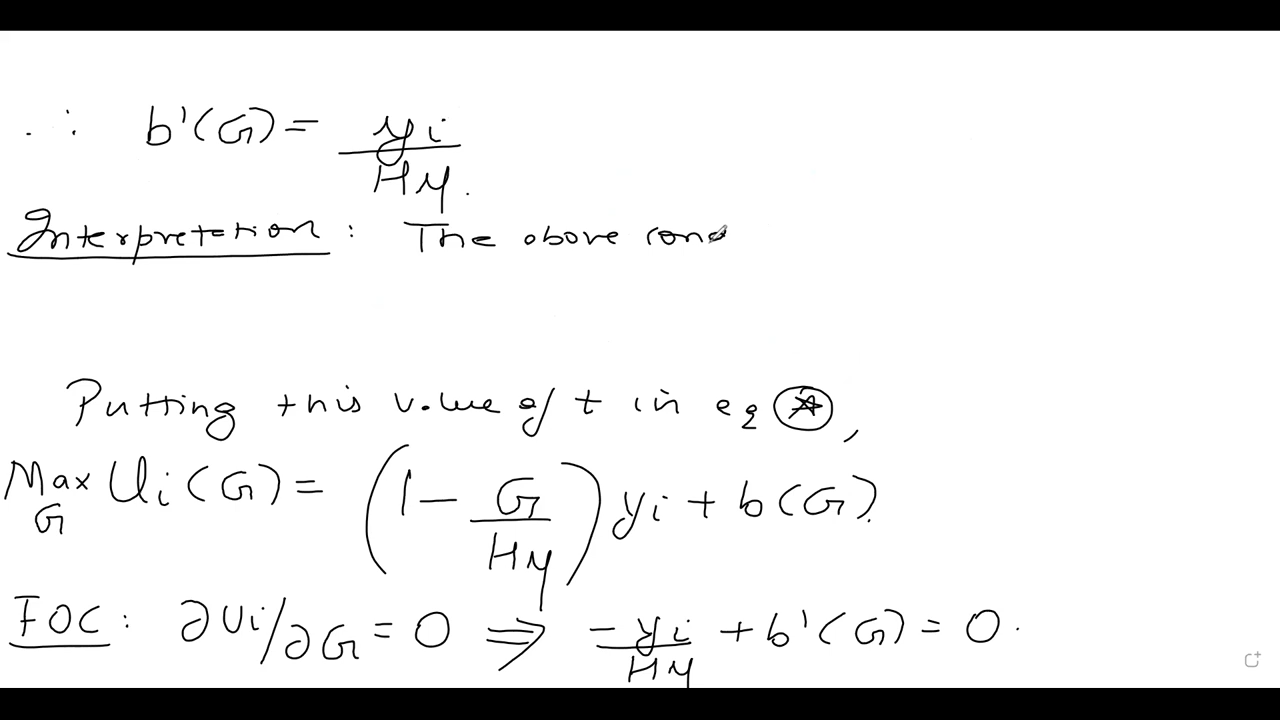 ∴ b'(G) = yi / Hy.
Interpretation : The above cond
Putting this value of t in eq ⊛,
Max Ui(G) = (1 - G / Hy) yi + b(G).
G
FOC : ∂Ui/∂G = 0 ⇒ -yi / Hy + b'(G) = 0.